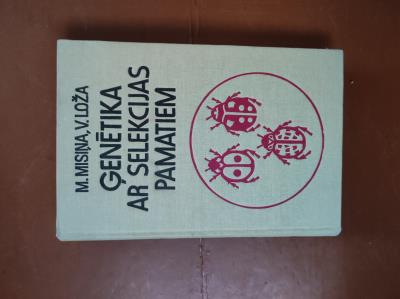 M. MISIŅA, V. LOŽA
ĢENĒTIKA
AR SELEKCIJAS
PAMATIEM